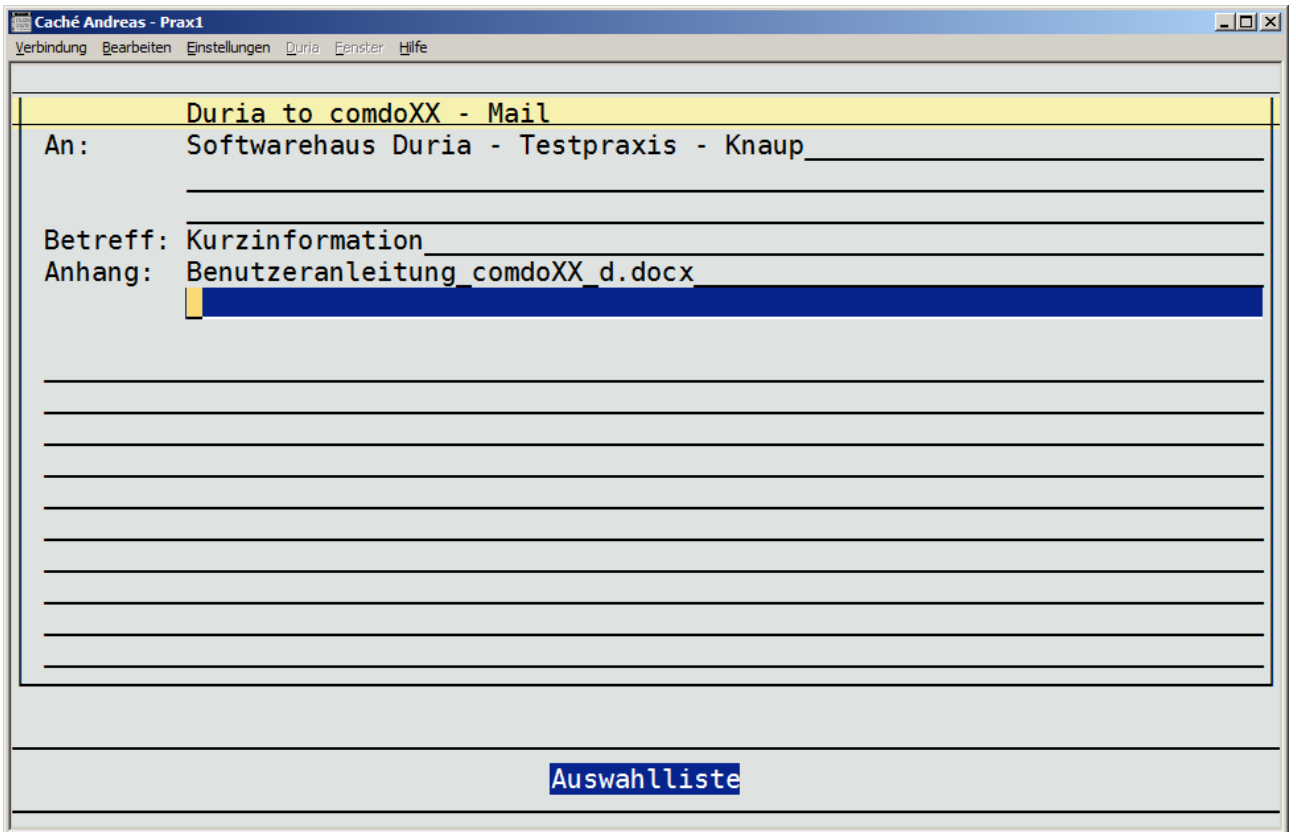 Caché Andreas - Prax1
Verbindung Bearbeiten Einstellungen Duria Fenster Hilfe
Duria to comdoXX - Mail
An: Softwarehaus Duria - Testpraxis - Knaup
Betreff: Kurzinformation
Anhang: Benutzeranleitung_comdoXX_d.docx
Auswahlliste